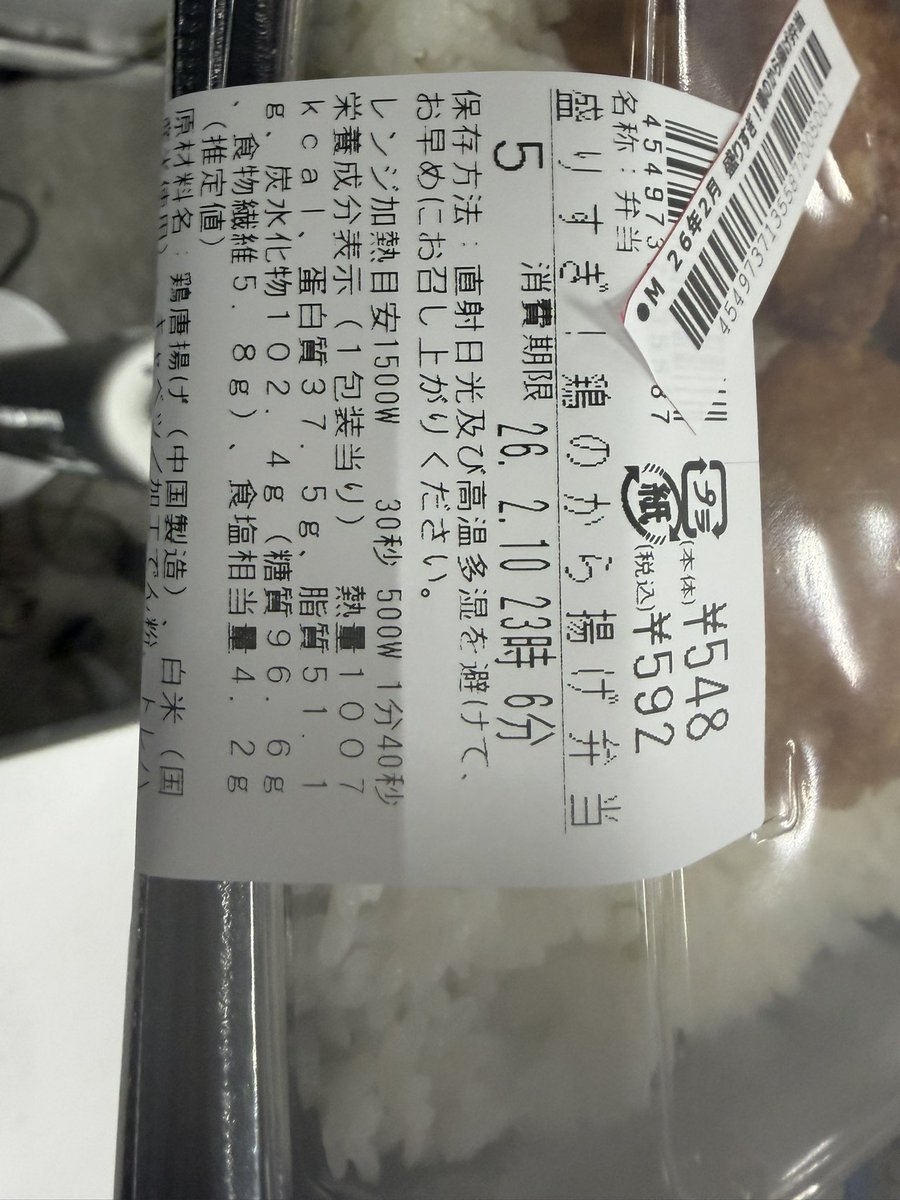 ●M 26年2月 盛りすぎ!鶏のから揚げ弁当
454973
87
名称:弁当
プラ
紙
(本体)¥548
(税込)¥592
盛りすぎ!鶏のから揚げ弁当
5
消費期限 26. 2.10 23時 6分
保存方法:直射日光及び高温多湿を避けて、
お早めにお召し上がりください。
レンジ加熱目安1500W 30秒 500W 1分40秒
栄養成分表示(1包装当り) 熱量1007
kcal、蛋白質37.5g、脂質51.1
g、炭水化物102.4g(糖質96.6g
、食物繊維5.8g)、食塩相当量4.2g
(推定値)
原材料名:鶏唐揚げ(中国製造)、白米(国